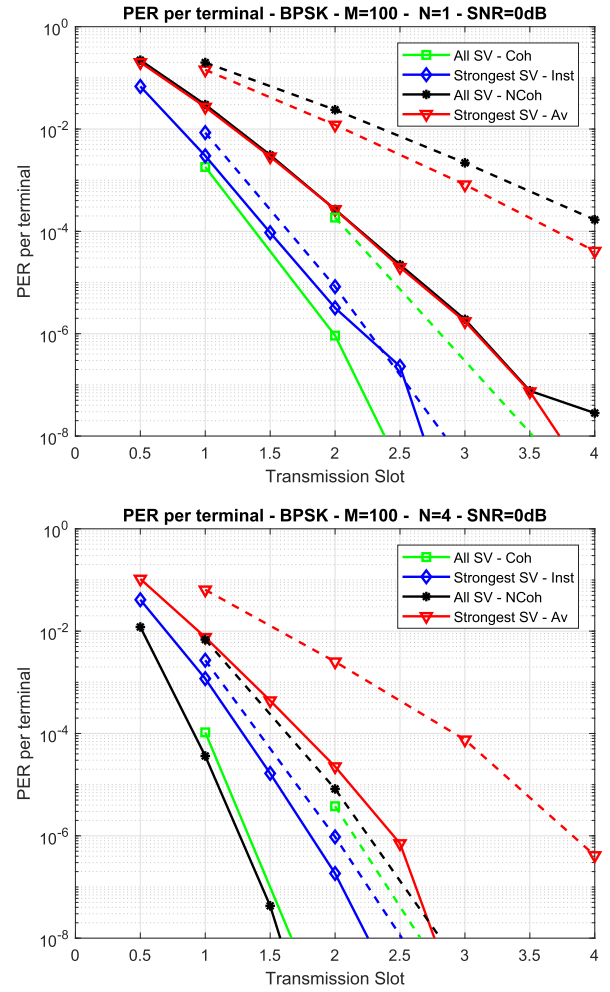 PER per terminal - BPSK - M=100 - N=1 - SNR=0dB
10^0
10^-2
10^-4
10^-6
10^-8
PER per terminal
All SV - Coh
Strongest SV - Inst
All SV - NCoh
Strongest SV - Av
0 0.5 1 1.5 2 2.5 3 3.5 4
Transmission Slot
PER per terminal - BPSK - M=100 - N=4 - SNR=0dB
10^0
10^-2
10^-4
10^-6
10^-8
PER per terminal
All SV - Coh
Strongest SV - Inst
All SV - NCoh
Strongest SV - Av
0 0.5 1 1.5 2 2.5 3 3.5 4
Transmission Slot